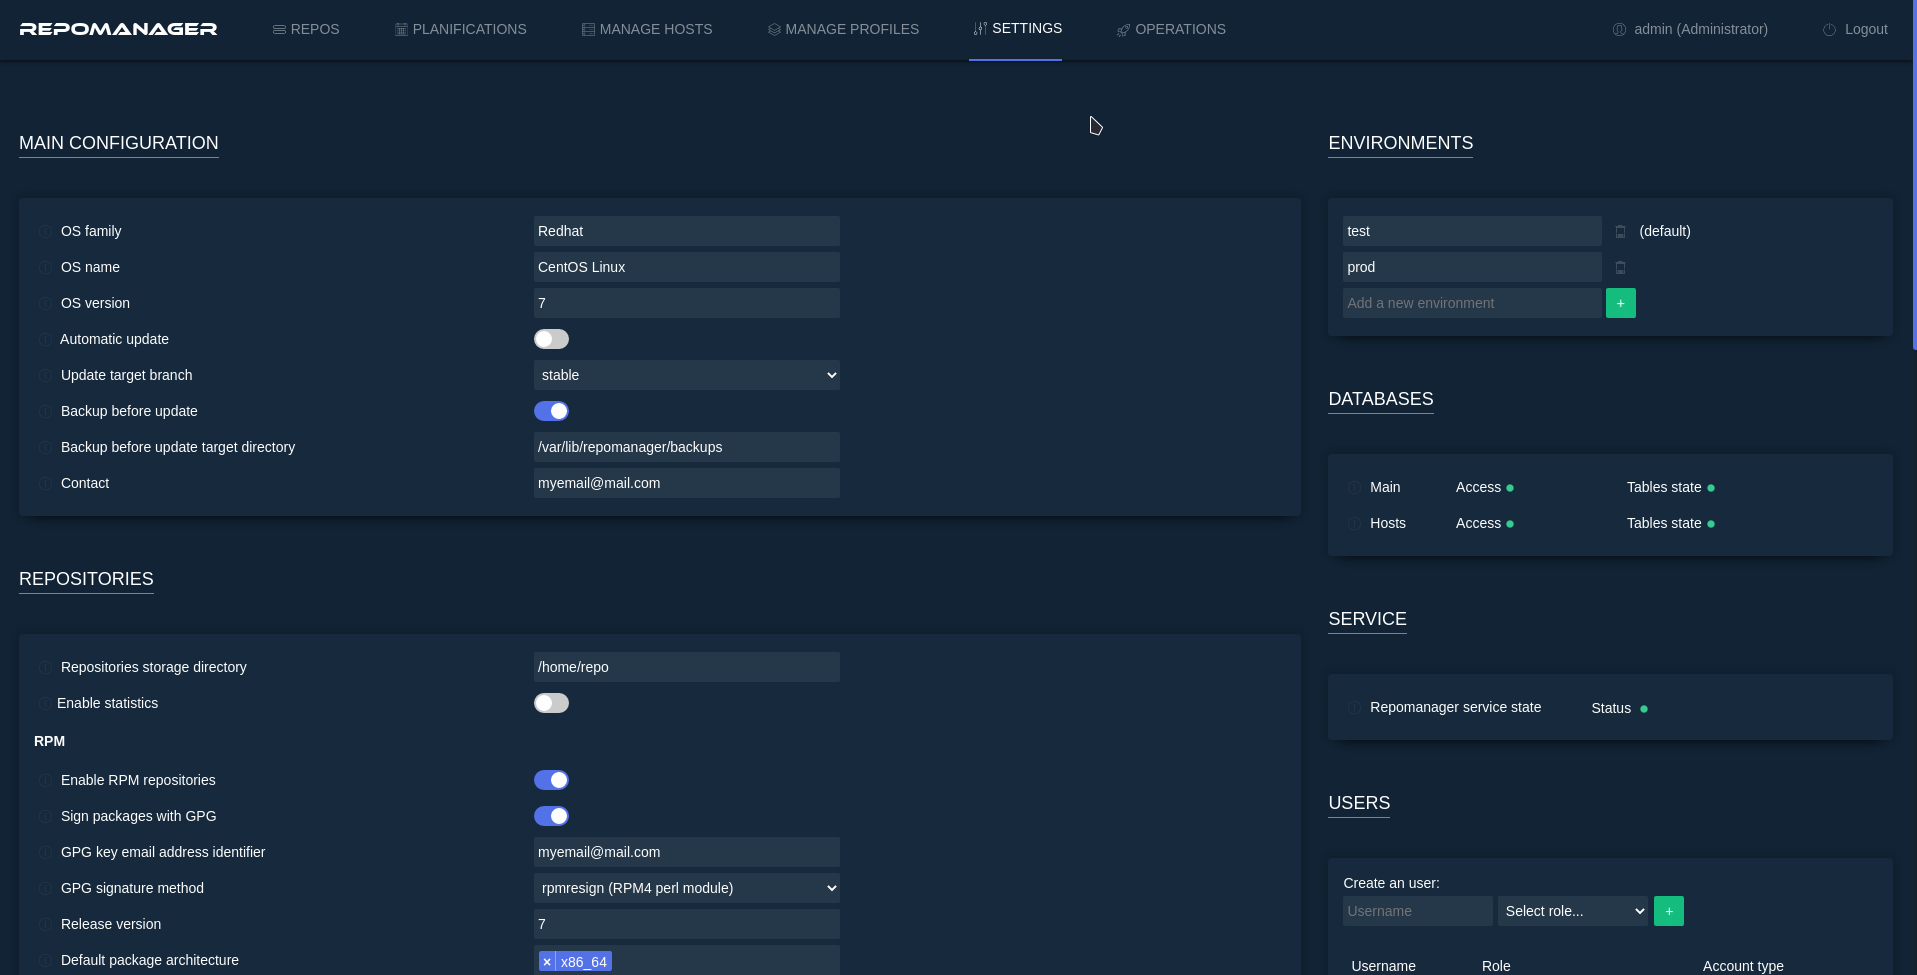 REPOMANAGER REPOS PLANIFICATIONS MANAGE HOSTS MANAGE PROFILES SETTINGS OPERATIONS admin (Administrator) Logout
MAIN CONFIGURATION
OS family Redhat
OS name CentOS Linux
OS version 7
Automatic update
Update target branch stable
Backup before update
Backup before update target directory /var/lib/repomanager/backups
Contact myemail@mail.com
REPOSITORIES
Repositories storage directory /home/repo
Enable statistics
RPM
Enable RPM repositories
Sign packages with GPG
GPG key email address identifier myemail@mail.com
GPG signature method rpmresign (RPM4 perl module)
Release version 7
Default package architecture × x86_64
ENVIRONMENTS
test (default)
prod
Add a new environment +
DATABASES
Main Access Tables state
Hosts Access Tables state
SERVICE
Repomanager service state Status
USERS
Create an user:
Username Select role... +
Username Role Account type